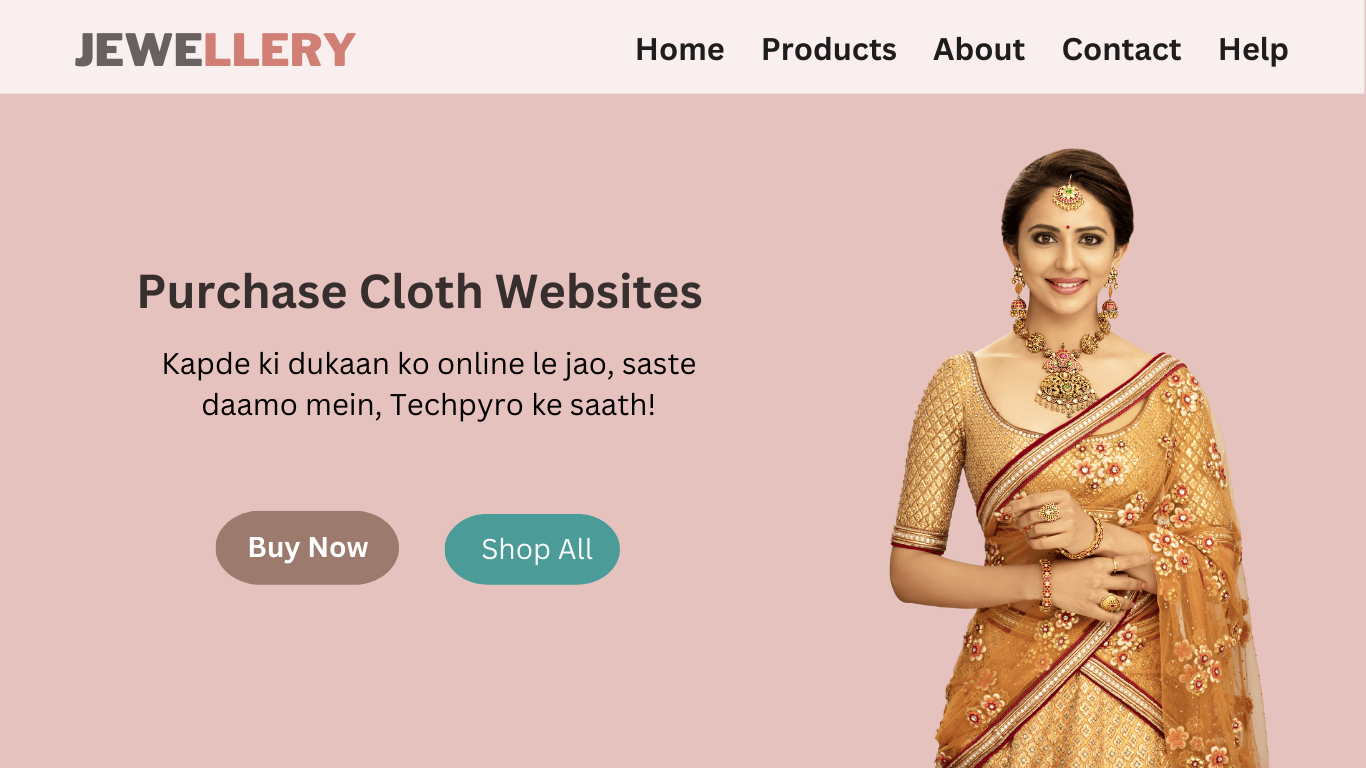 JEWELLERY
Home Products About Contact Help
Purchase Cloth Websites
Kapde ki dukaan ko online le jao, saste
daamo mein, Techpyro ke saath!
Buy Now
Shop All